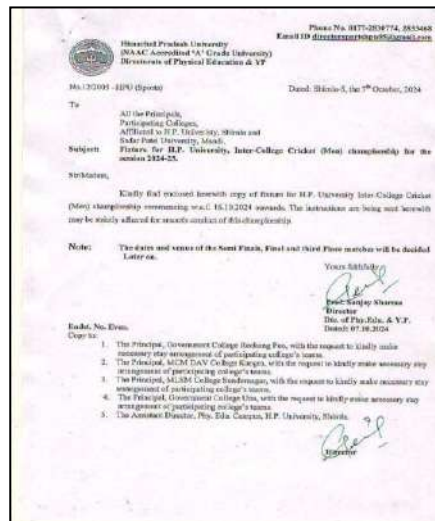 Phone No. 0177-2830774, 2833468
Email ID
Himachal Pradesh University
(NAAC Accredited "A" Grade University)
Directorate of Physical Education & YP
No.12/2005 -HPU (Sports)
Dated: Shimla-5, the 7th October, 2024
To
All the Principals,
Participating Colleges,
Affiliated to H.P. University, Shimla and
Sardar Patel University, Mandi.
Subject: Fixture for H.P. University, Inter-College Cricket (Men) championship for the
session 2024-25.
Sir/Madam,
Kindly find enclosed herewith copy of fixture for H.P. University Inter-College Cricket
(Men) championship commencing w.e.f. 16.10.2024 onwards. The instructions are being sent herewith
may be strictly adhered for smooth conduct of this championship.
Note: The dates and venue of the Semi Finals, Final and third Place matches will be decided
Later on.
Yours faithfully,
Prof. Sanjay Sharma
Director
Dte. of Phy.Edu. & Y.P.
Dated: 07.10.2024
Endst. No. Even.
Copy to:
1. The Principal, Government College Peo, with the request to kindly make
necessary stay arrangement of participating college's teams.
2. The Principal, MCM DAV College Kangra, with the request to kindly make necessary stay
arrangement of participating college's teams.
3. The Principal, MLSM College Sundernagar, with the request to kindly make necessary stay
arrangement of participating college's teams.
4. The Principal, Government College Una, with the request to kindly make necessary stay
arrangement of participating college's teams.
5. The Assistant Director, Phy. Edu. Campus, H.P. University, Shimla.
Director